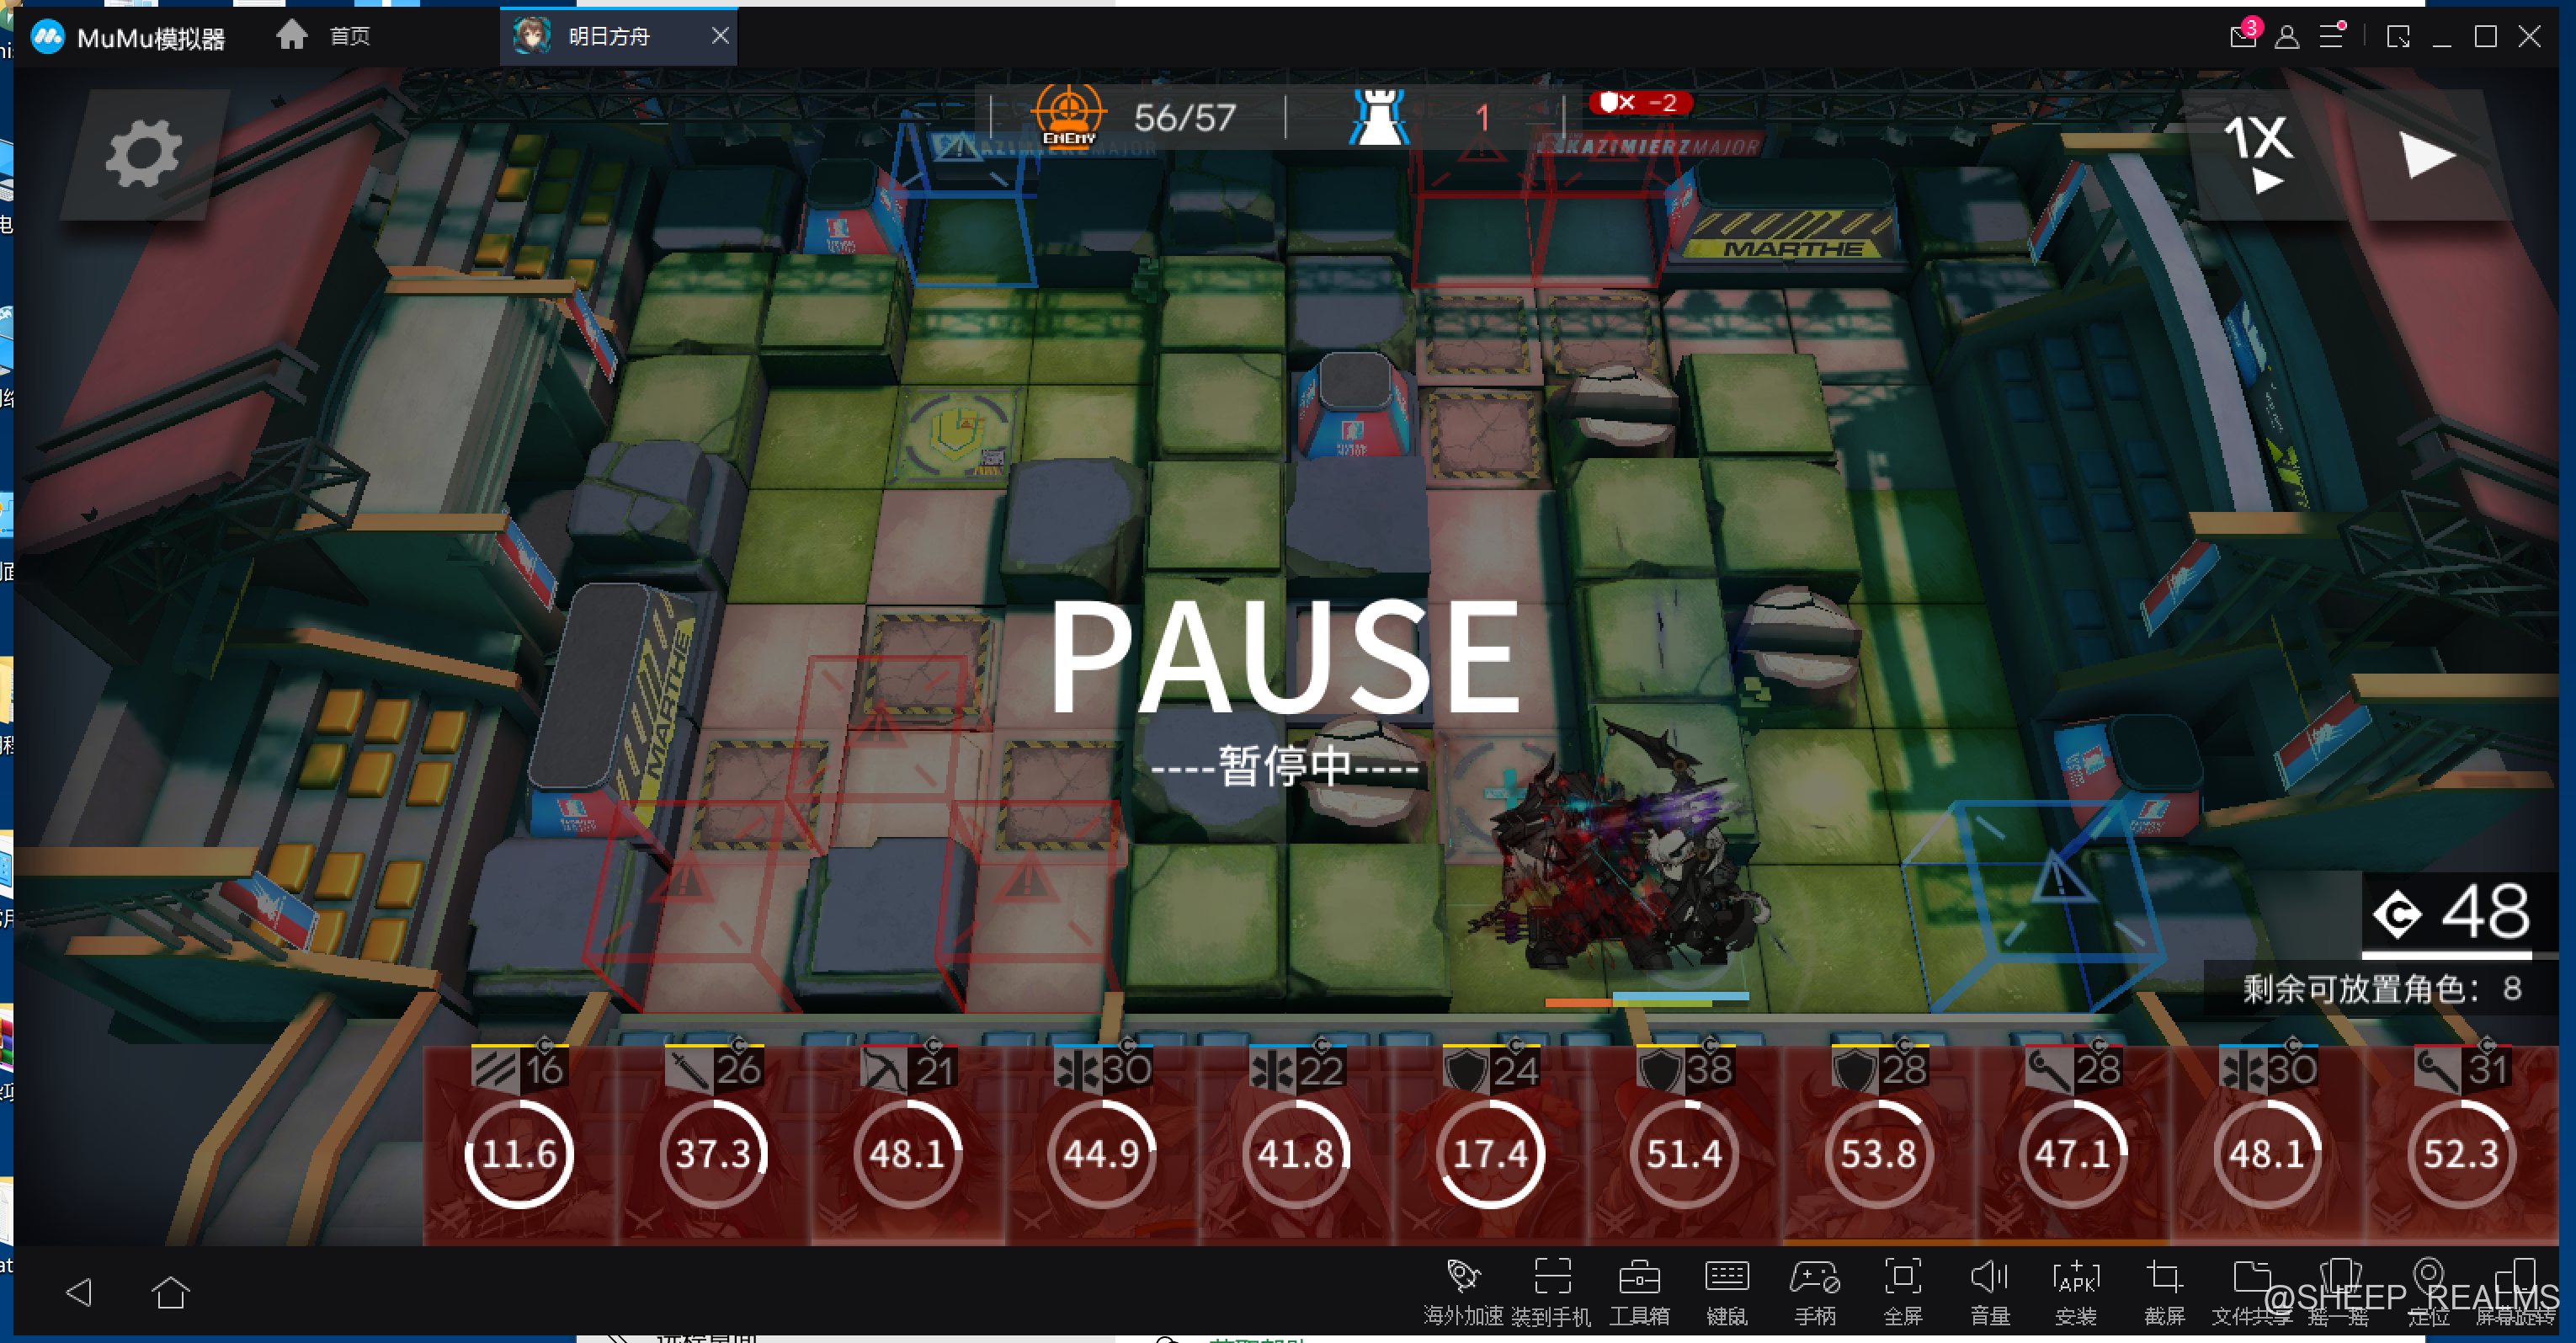 MuMu模拟器 首页 明日方舟 3
ENEMY 56/57 1 -2
1X
KAZIMIERZ MAJOR KAZIMIERZ MAJOR
MARTHE
MARTHE
PAUSE
----暂停中----
48
剩余可放置角色：8
16 26 21 30 22 24 38 28 28 30 31
11.6 37.3 48.1 44.9 41.8 17.4 51.4 53.8 47.1 48.1 52.3
APK
海外加速 装到手机 工具箱 键鼠 手柄 全屏 音量 安装 截屏 文件共享 摇一摇 定位 屏幕旋转
@SHEEP_REALMS